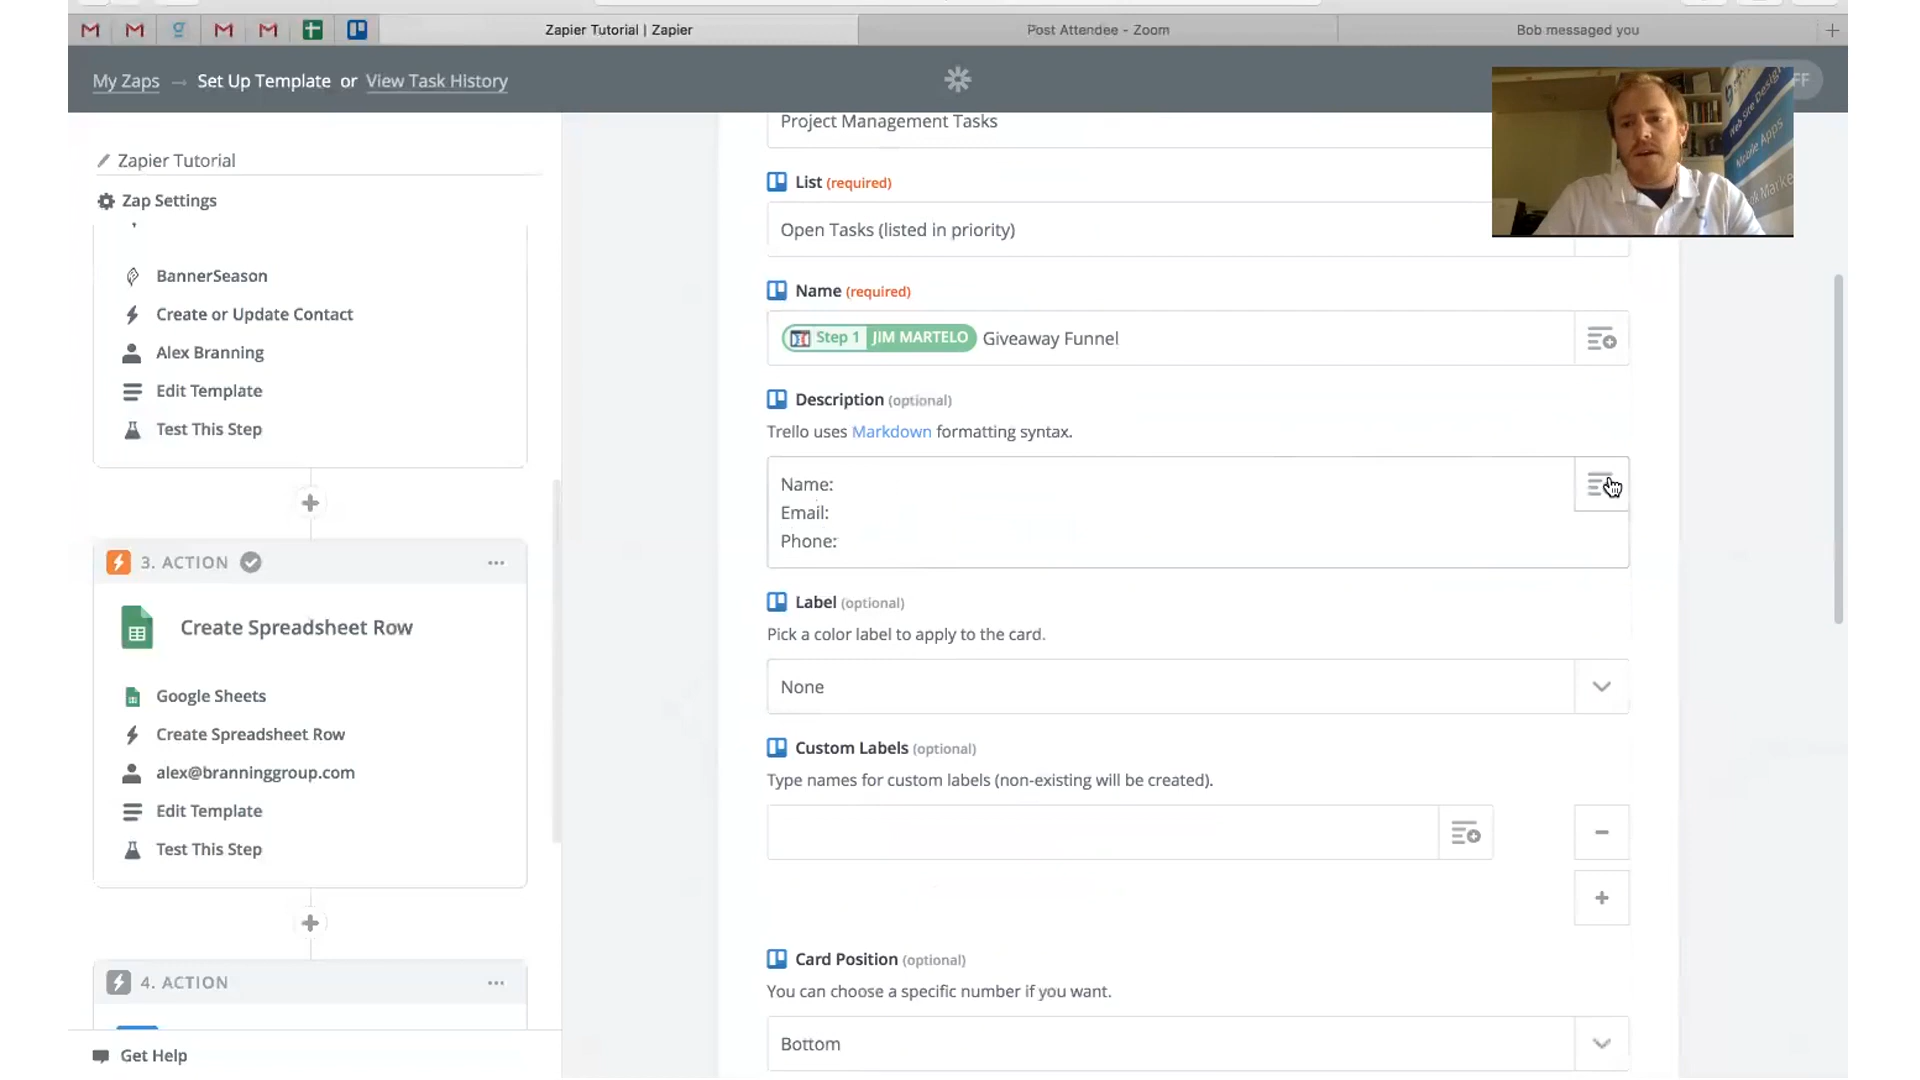 Zapier Tutorial | Zapier
Post Attendee - Zoom
Bob messaged you
My Zaps → Set Up Template or View Task History
FF
Web Site Design
Mobile Apps
Zapier Tutorial
Zap Settings
BannerSeason
Create or Update Contact
Alex Branning
Edit Template
Test This Step
3. ACTION
Create Spreadsheet Row
Google Sheets
Create Spreadsheet Row
alex@branninggroup.com
Edit Template
Test This Step
4. ACTION
Get Help
Project Management Tasks
List (required)
Open Tasks (listed in priority)
Name (required)
Step 1 JIM MARTELO Giveaway Funnel
Description (optional)
Trello uses Markdown formatting syntax.
Name:
Email:
Phone:
Label (optional)
Pick a color label to apply to the card.
None
Custom Labels (optional)
Type names for custom labels (non-existing will be created).
Card Position (optional)
You can choose a specific number if you want.
Bottom